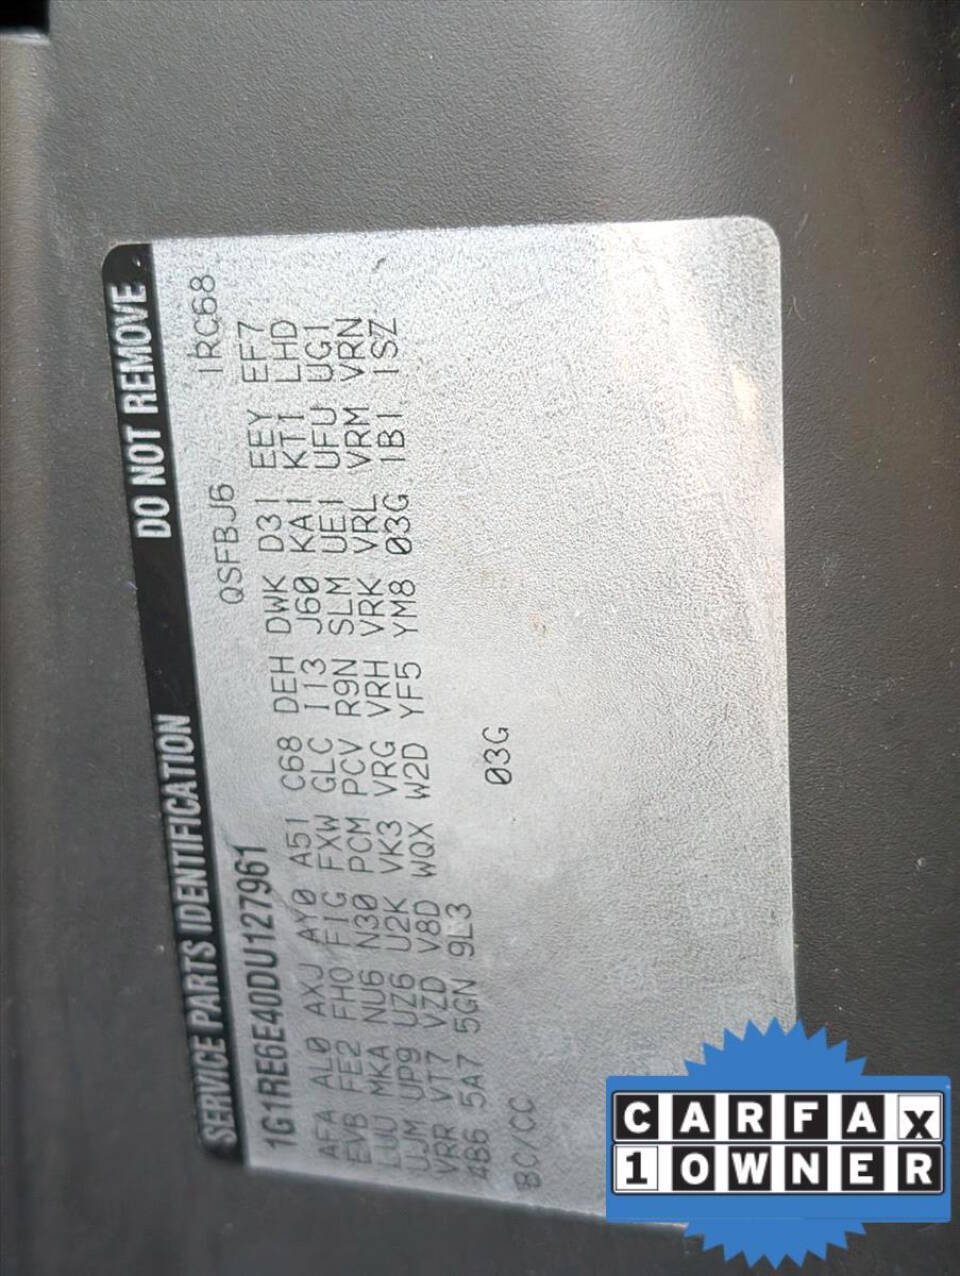 SERVICE PARTS IDENTIFICATION DO NOT REMOVE
1G1RE6E40DU127961 QSFBJ6 1RC68
AFA AL0 AXJ AY0 A51 C68 DEH DWK D31 EEY EF7
EVB FE2 FHO FIG FXW GLC I13 J60 KA1 KTI LHD
LUU MKA NU6 N30 PCM PCV R9N SLM UE1 UFU UG1
UJM UP9 UZ6 U2K VK3 VRG VRH VRK VRL VRM VRN
VRR VT7 VZD V8D WQX W2D YF5 YM8 03G 1B1 1SZ
4B6 5A7 5GN 9L3
BC/CC 03G
CARFAX
1 OWNER